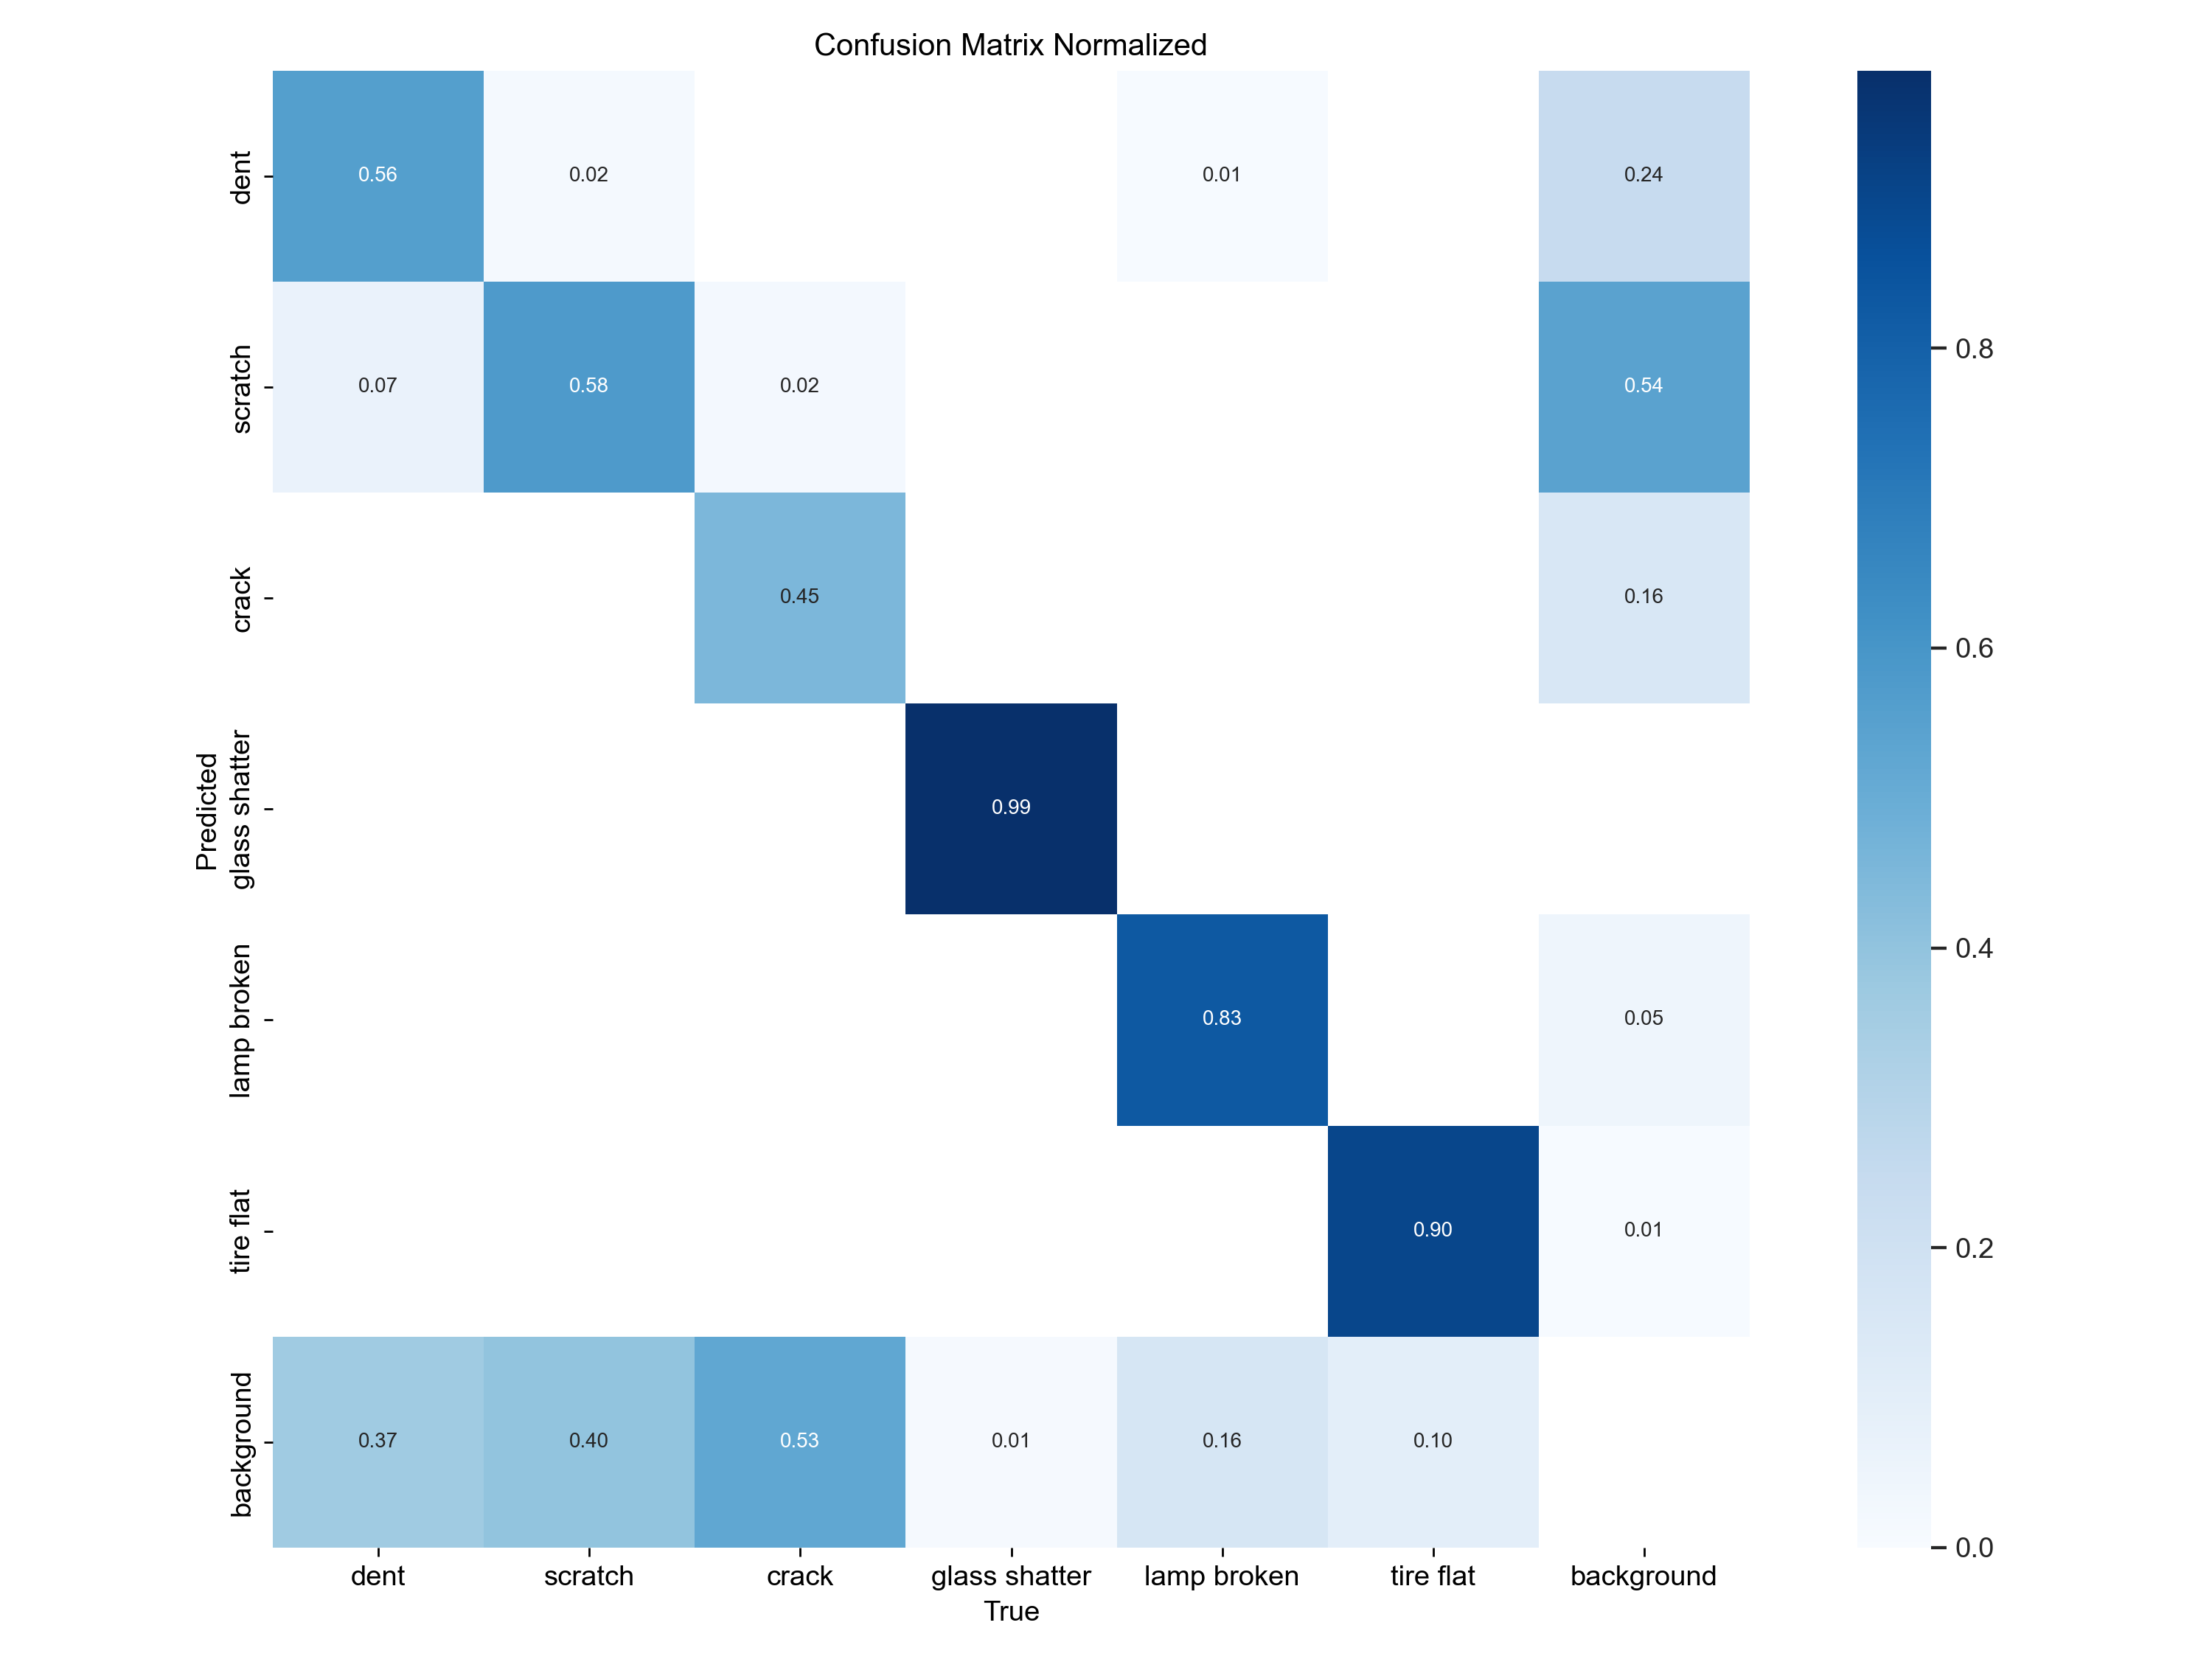 Confusion Matrix Normalized
Predicted
dent
0.56
0.02
0.01
0.24
scratch
0.07
0.58
0.02
0.54
crack
0.45
0.16
glass shatter
0.99
lamp broken
0.83
0.05
tire flat
0.90
0.01
background
0.37
0.40
0.53
0.01
0.16
0.10
dent
scratch
crack
glass shatter
lamp broken
tire flat
background
True
0.8
0.6
0.4
0.2
0.0